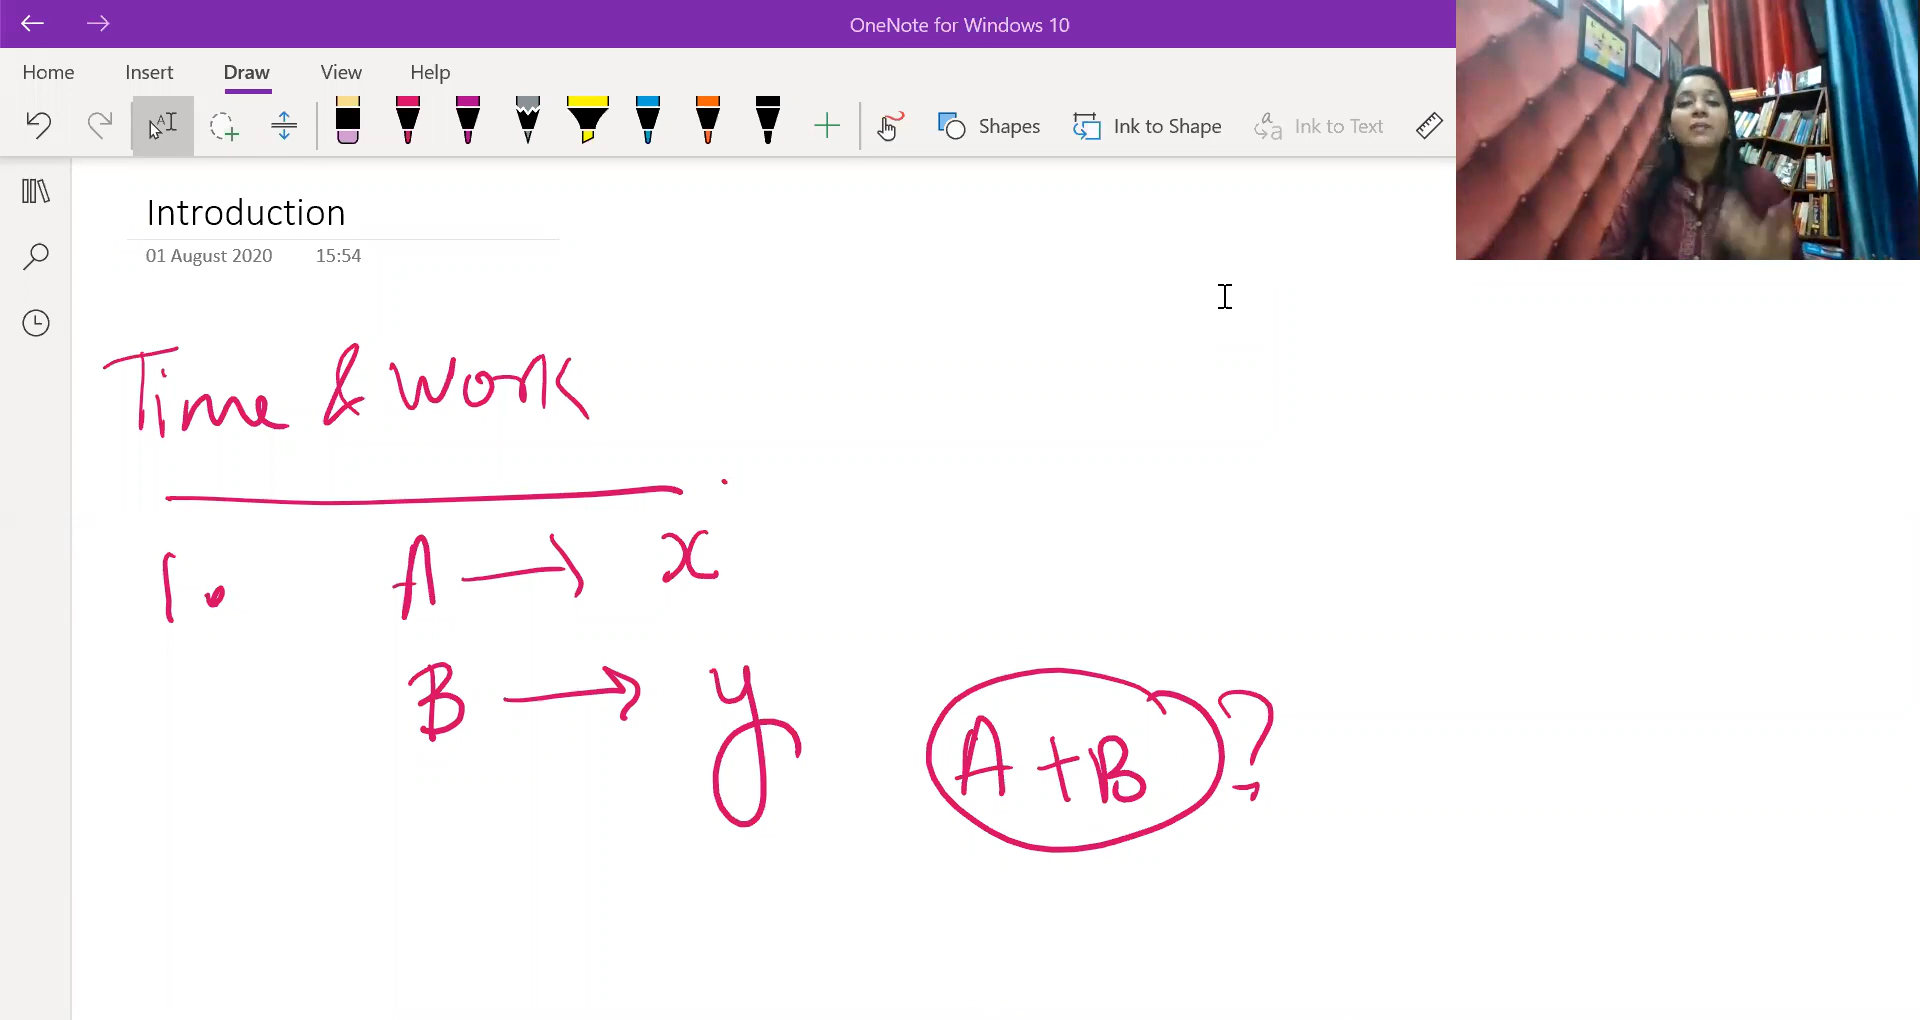 OneNote for Windows 10
Home Insert Draw View Help
Shapes Ink to Shape Ink to Text
Introduction
01 August 2020 15:54
Time & Work
1. A → x
B → y
A+B ?